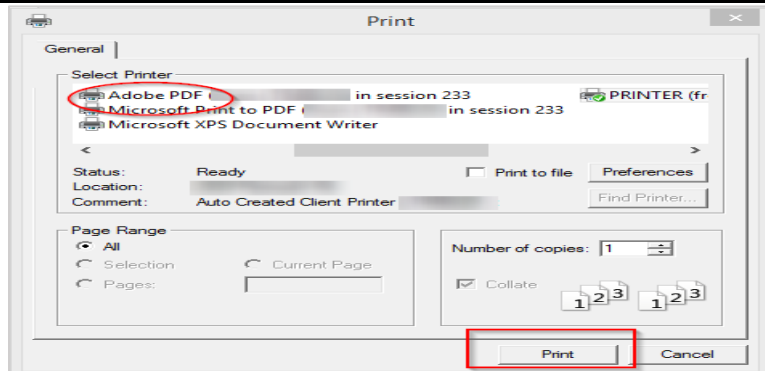 Print
General
Select Printer
Adobe PDF ( in session 233 PRINTER (fr
Microsoft Print to PDF ( in session 233
Microsoft XPS Document Writer
Status: Ready Print to file Preferences
Location:
Comment: Auto Created Client Printer Find Printer...
Page Range
All Number of copies: 1
Selection Current Page
Pages: Collate
1 2 3 1 2 3
Print Cancel